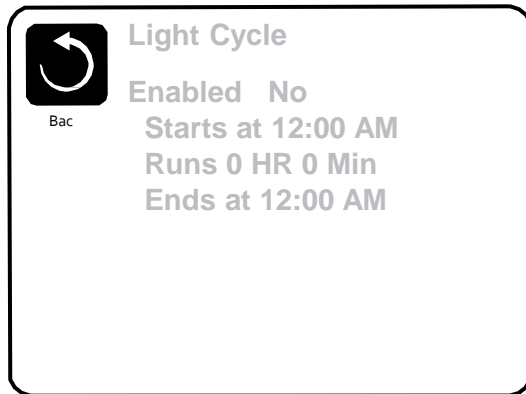 Light Cycle
Enabled No
Starts at 12:00 AM
Runs 0 HR 0 Min
Ends at 12:00 AM
Bac